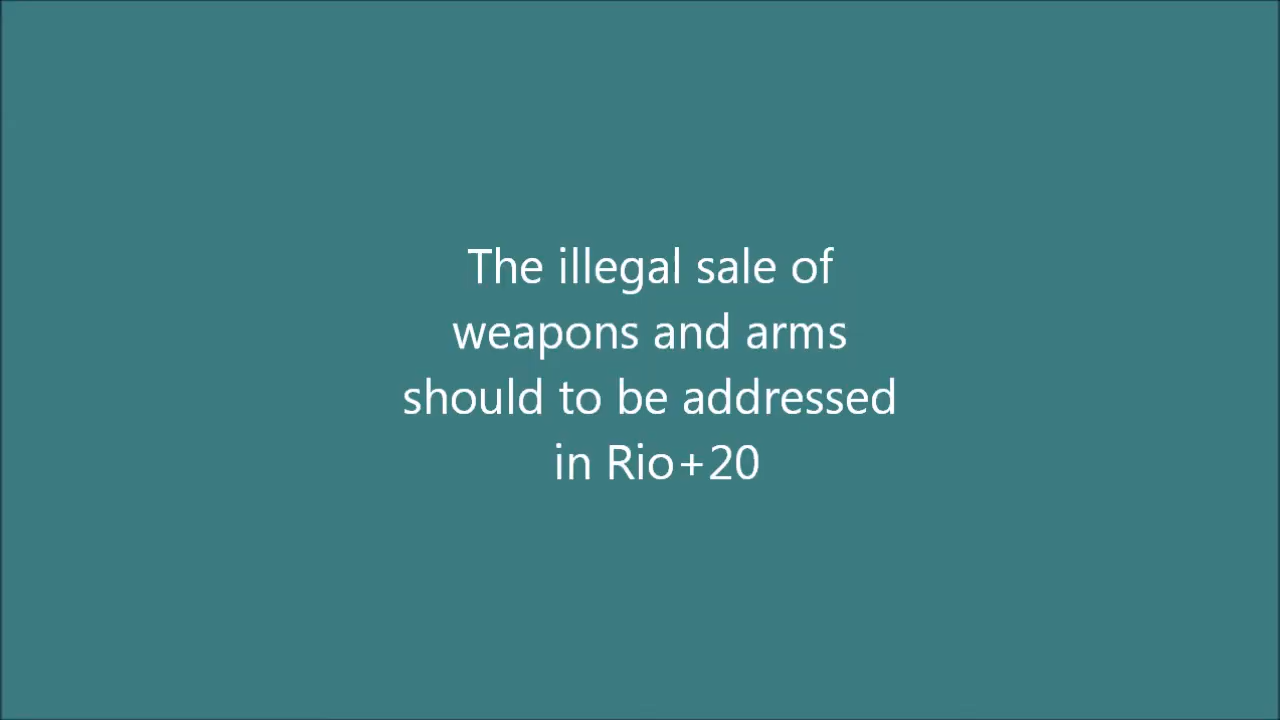 The illegal sale of
weapons and arms
should to be addressed
in Rio+20